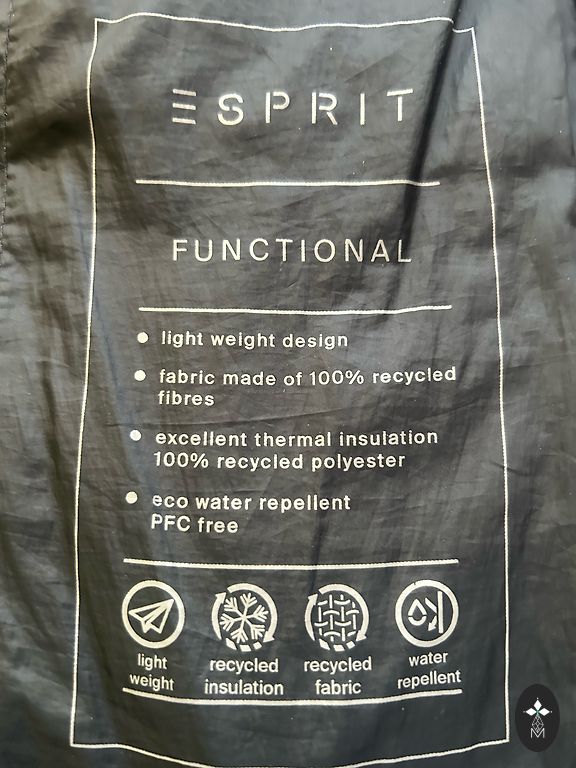 ESPRIT
FUNCTIONAL
● light weight design
● fabric made of 100% recycled
fibres
● excellent thermal insulation
100% recycled polyester
● eco water repellent
PFC free
light
weight
recycled
insulation
recycled
fabric
water
repellent
M